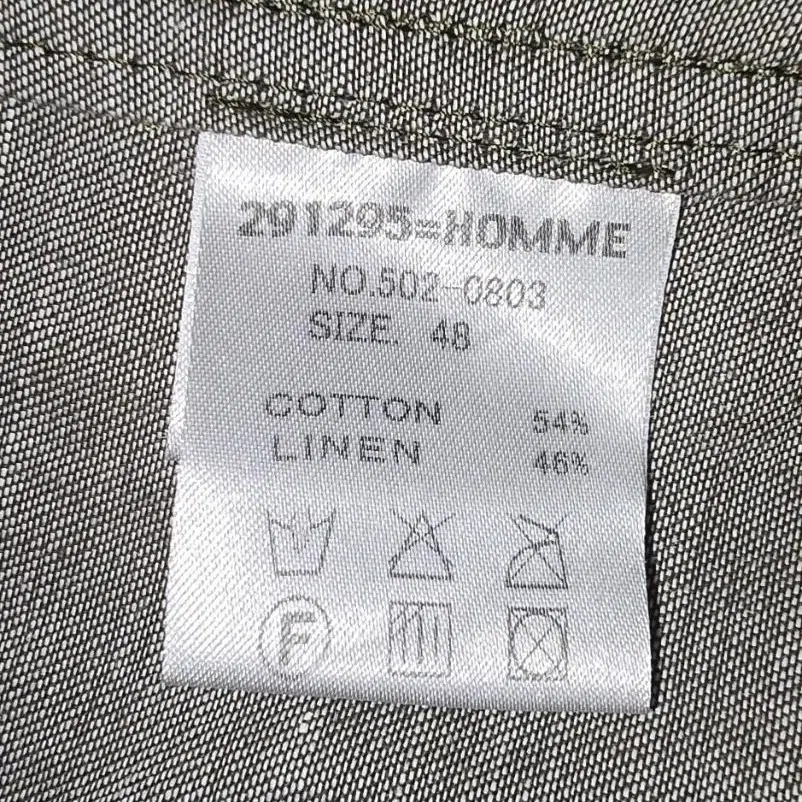 291295=HOMME
NO.502-0803
SIZE. 48
COTTON 54%
LINEN 46%
F